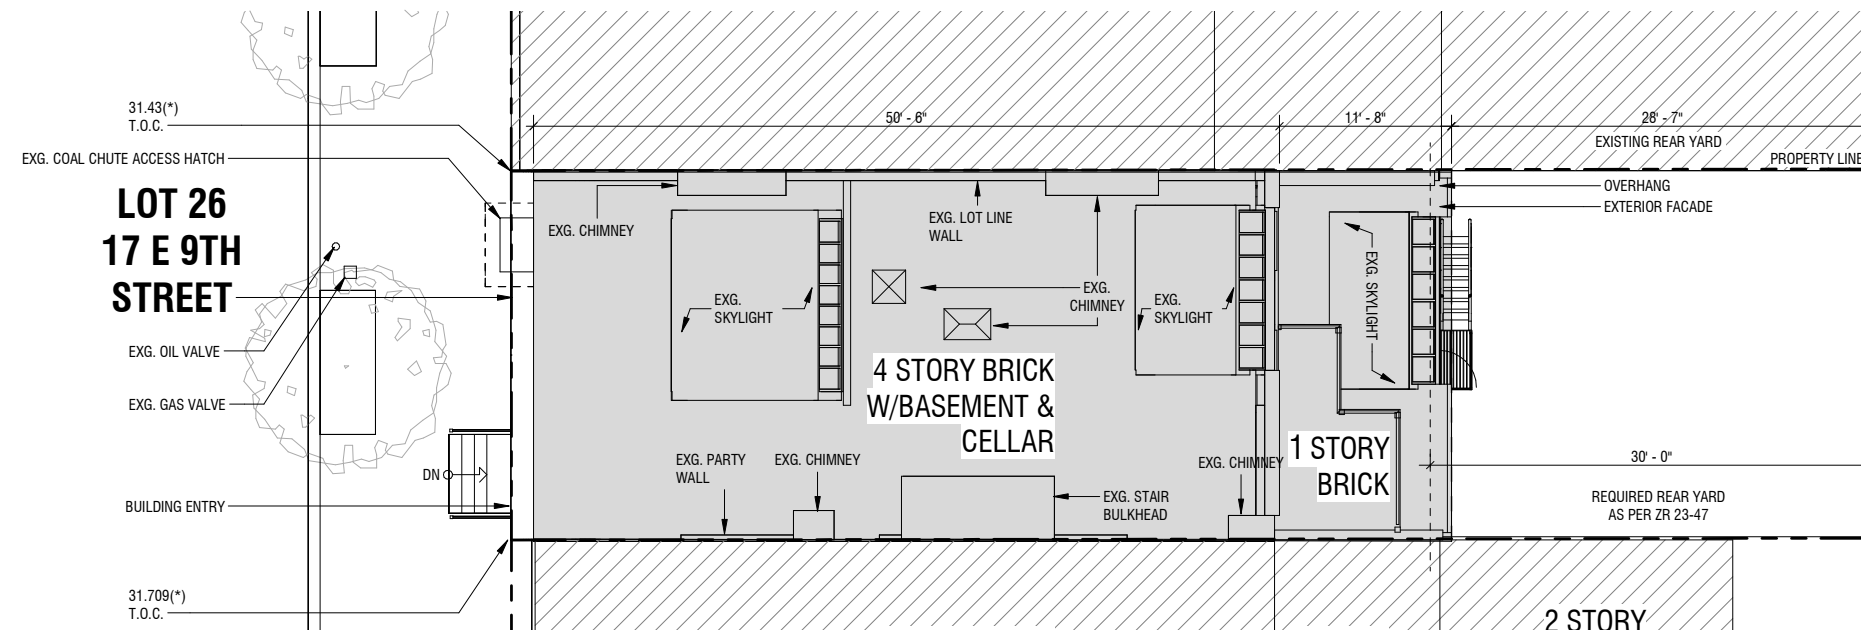 31.43(*)
T.O.C.
EXG. COAL CHUTE ACCESS HATCH
LOT 26
17 E 9TH
STREET
EXG. OIL VALVE
EXG. GAS VALVE
DN
BUILDING ENTRY
31.709(*)
T.O.C.
50' - 6"
11' - 8"
28' - 7"
EXISTING REAR YARD
PROPERTY LINE
OVERHANG
EXTERIOR FACADE
EXG. CHIMNEY
EXG. LOT LINE
WALL
EXG.
SKYLIGHT
EXG.
CHIMNEY
EXG.
SKYLIGHT
EXG. SKYLIGHT
4 STORY BRICK
W/BASEMENT &
CELLAR
1 STORY
BRICK
EXG. PARTY
WALL
EXG. CHIMNEY
EXG. CHIMNEY
EXG. STAIR
BULKHEAD
30' - 0"
REQUIRED REAR YARD
AS PER ZR 23-47
2 STORY